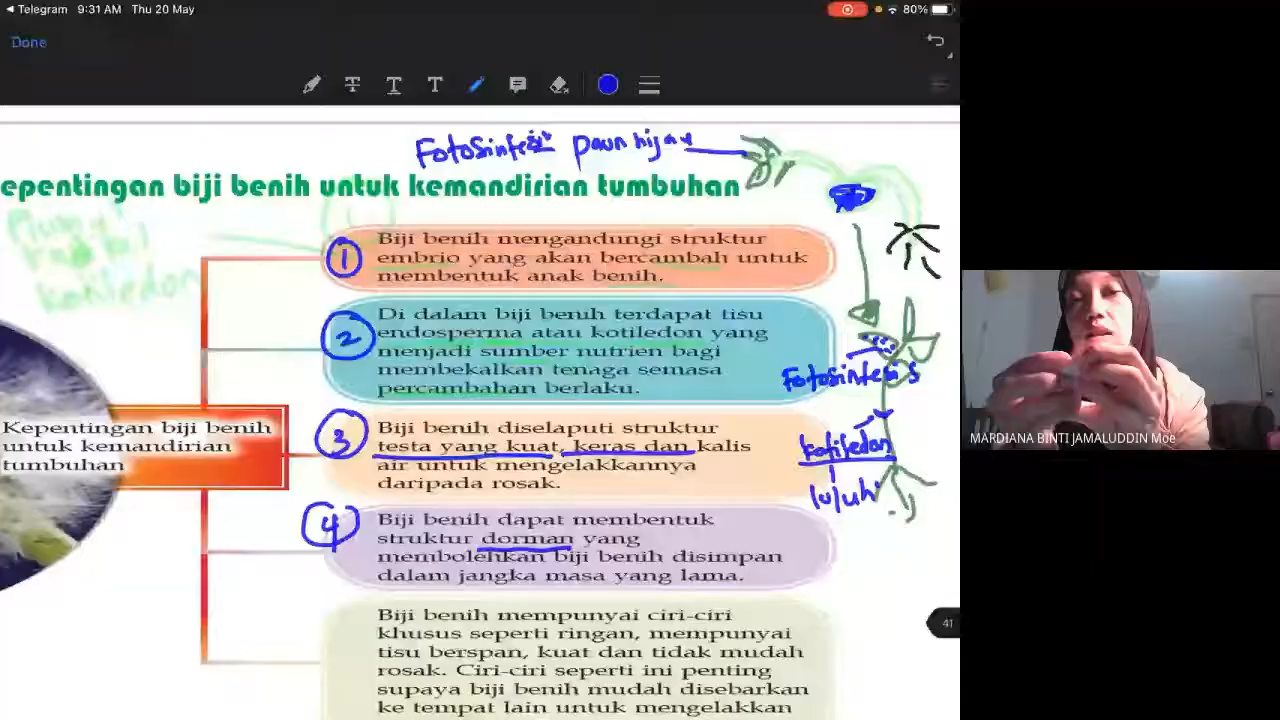 Telegram 9:31 AM Thu 20 May
80%
Done
Fotosintesis Daun hijau
epentingan biji benih untuk kemandirian tumbuhan
kotiledon
1
Biji benih mengandungi struktur
embrio yang akan bercambah untuk
membentuk anak benih.
2
Di dalam biji benih terdapat tisu
endosperma atau kotiledon yang
menjadi sumber nutrien bagi
membekalkan tenaga semasa
percambahan berlaku.
Fotosintesis
Kepentingan biji benih
untuk kemandirian
tumbuhan
3
Biji benih diselaputi struktur
testa yang kuat, keras dan kalis
air untuk mengelakkannya
daripada rosak.
Kotiledon
luluh
4
Biji benih dapat membentuk
struktur dorman yang
membolehkan biji benih disimpan
dalam jangka masa yang lama.
Biji benih mempunyai ciri-ciri
khusus seperti ringan, mempunyai
tisu berspan, kuat dan tidak mudah
rosak. Ciri-ciri seperti ini penting
supaya biji benih mudah disebarkan
ke tempat lain untuk mengelakkan
41
MARDIANA BINTI JAMALUDDIN Moe